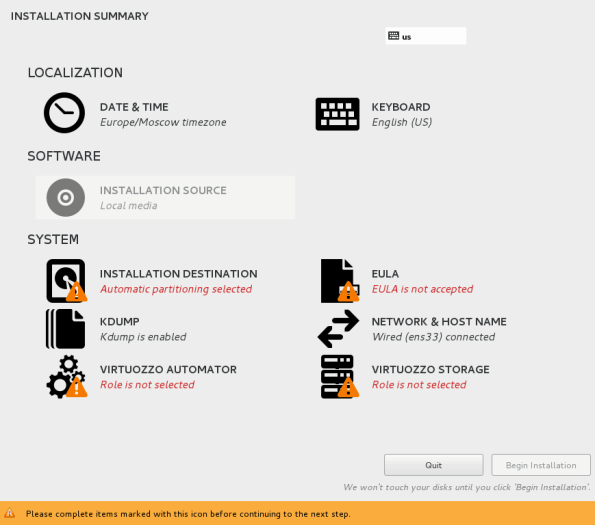 INSTALLATION SUMMARY
us
LOCALIZATION
DATE & TIME
Europe/Moscow timezone
KEYBOARD
English (US)
SOFTWARE
INSTALLATION SOURCE
Local media
SYSTEM
INSTALLATION DESTINATION
Automatic partitioning selected
EULA
EULA is not accepted
KDUMP
Kdump is enabled
NETWORK & HOST NAME
Wired (ens33) connected
VIRTUOZZO AUTOMATOR
Role is not selected
VIRTUOZZO STORAGE
Role is not selected
Quit
Begin Installation
We won't touch your disks until you click 'Begin Installation'.
Please complete items marked with this icon before continuing to the next step.